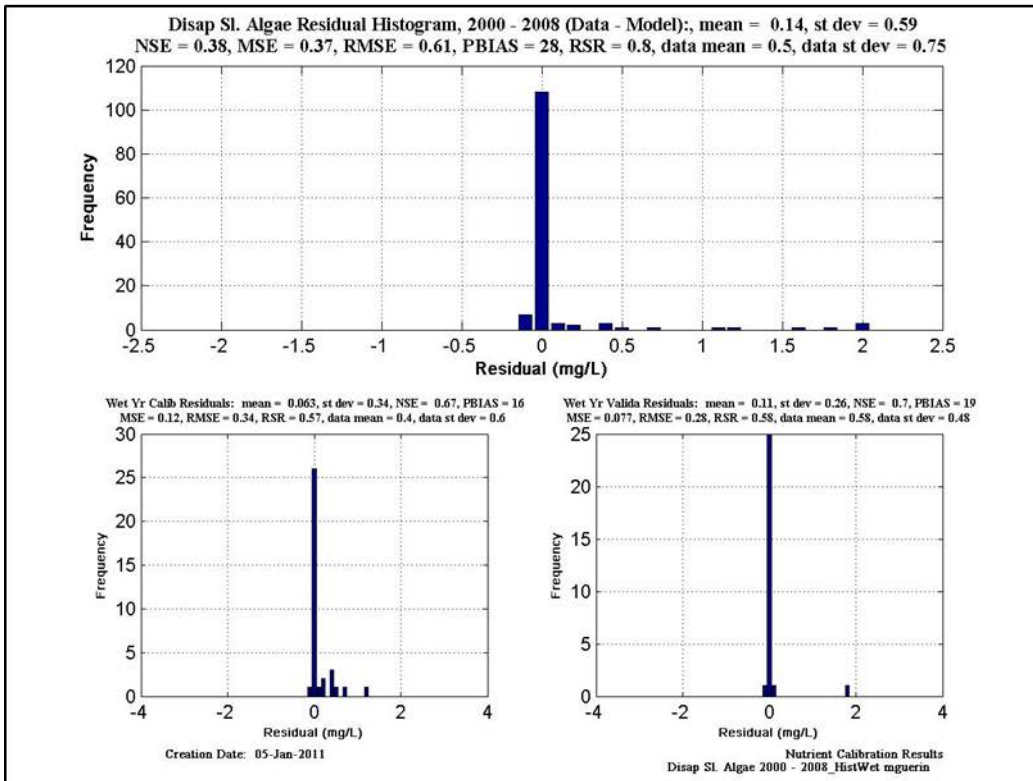 Disap Sl. Algae Residual Histogram, 2000 - 2008 (Data - Model):, mean = 0.14, st dev = 0.59
NSE = 0.38, MSE = 0.37, RMSE = 0.61, PBIAS = 28, RSR = 0.8, data mean = 0.5, data st dev = 0.75
120
100
80
60
40
20
0
Frequency
-2.5 -2 -1.5 -1 -0.5 0 0.5 1 1.5 2 2.5
Residual (mg/L)
Wet Yr Calib Residuals: mean = 0.063, st dev = 0.34, NSE = 0.67, PBIAS = 16
MSE = 0.12, RMSE = 0.34, RSR = 0.57, data mean = 0.4, data st dev = 0.6
30
25
20
15
10
5
0
Frequency
-4 -2 0 2 4
Residual (mg/L)
Creation Date: 05-Jan-2011
Wet Yr Valida Residuals: mean = 0.11, st dev = 0.26, NSE = 0.7, PBIAS = 19
MSE = 0.077, RMSE = 0.28, RSR = 0.58, data mean = 0.58, data st dev = 0.48
25
20
15
10
5
0
Frequency
-4 -2 0 2 4
Residual (mg/L)
Nutrient Calibration Results
Disap Sl. Algae 2000 - 2008_HistWet mguerin